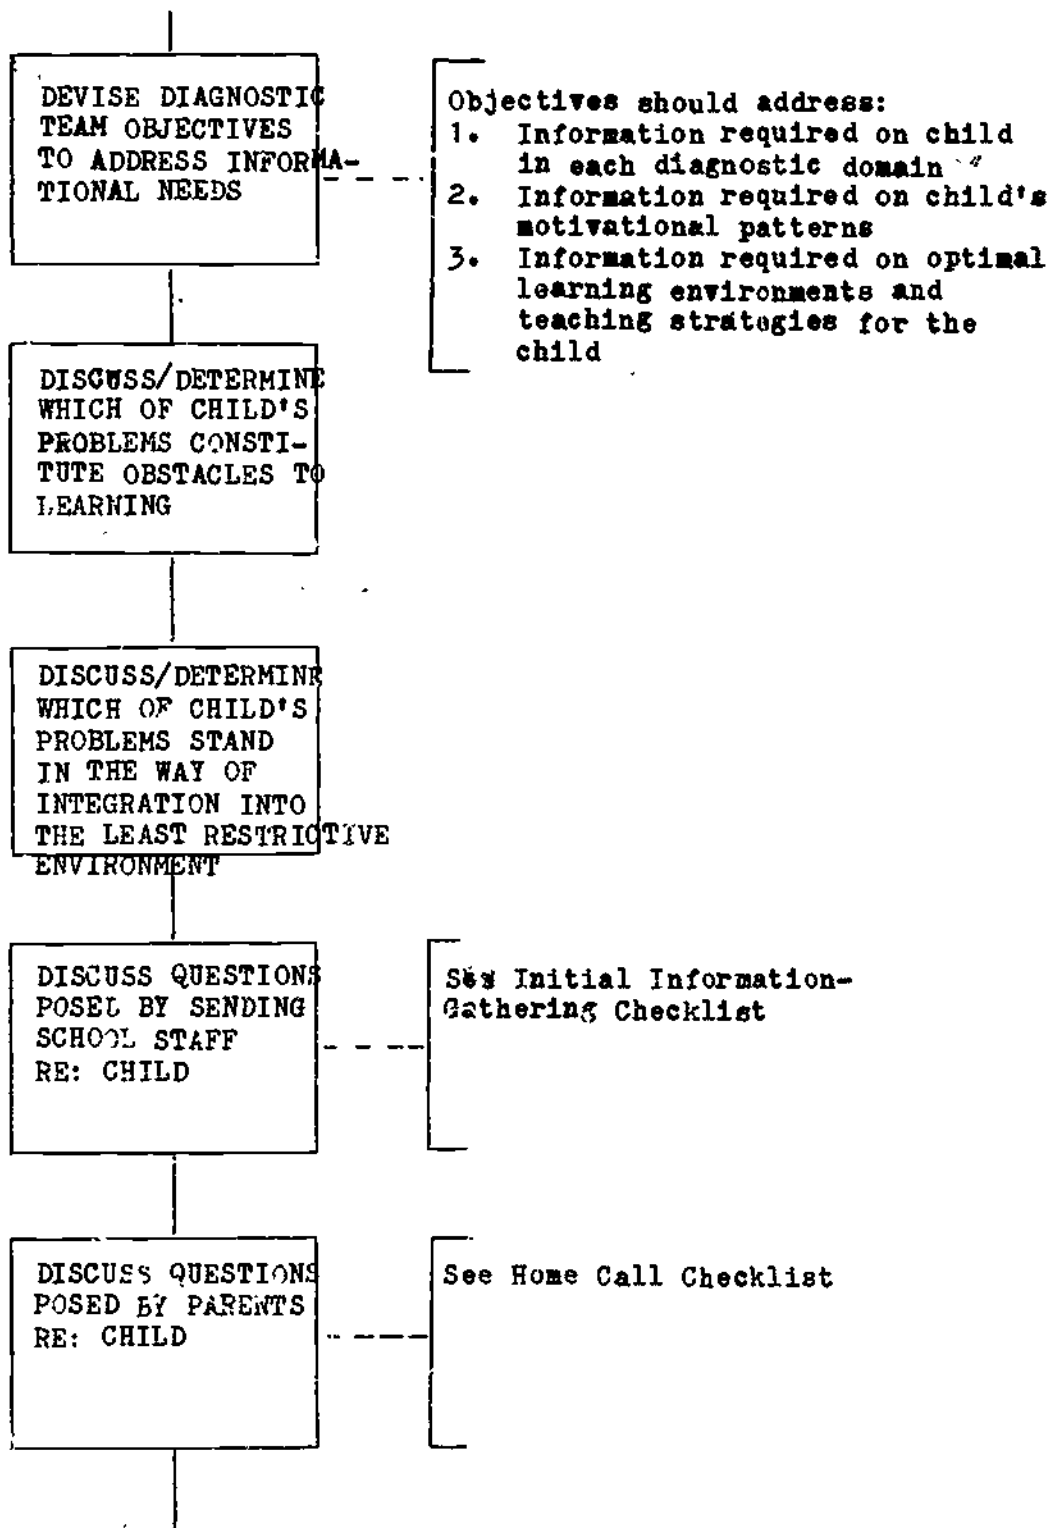 DEVISE DIAGNOSTIC
TEAM OBJECTIVES
TO ADDRESS INFORMA-
TIONAL NEEDS
Objectives should address:
1. Information required on child
in each diagnostic domain
2. Information required on child's
motivational patterns
3. Information required on optimal
learning environments and
teaching strategies for the
child
DISCUSS/DETERMINE
WHICH OF CHILD'S
PROBLEMS CONSTI-
TUTE OBSTACLES TO
LEARNING
DISCUSS/DETERMINE
WHICH OF CHILD'S
PROBLEMS STAND
IN THE WAY OF
INTEGRATION INTO
THE LEAST RESTRICTIVE
ENVIRONMENT
DISCUSS QUESTIONS
POSED BY SENDING
SCHOOL STAFF
RE: CHILD
See Initial Information-
Gathering Checklist
DISCUSS QUESTIONS
POSED BY PARENTS
RE: CHILD
See Home Call Checklist